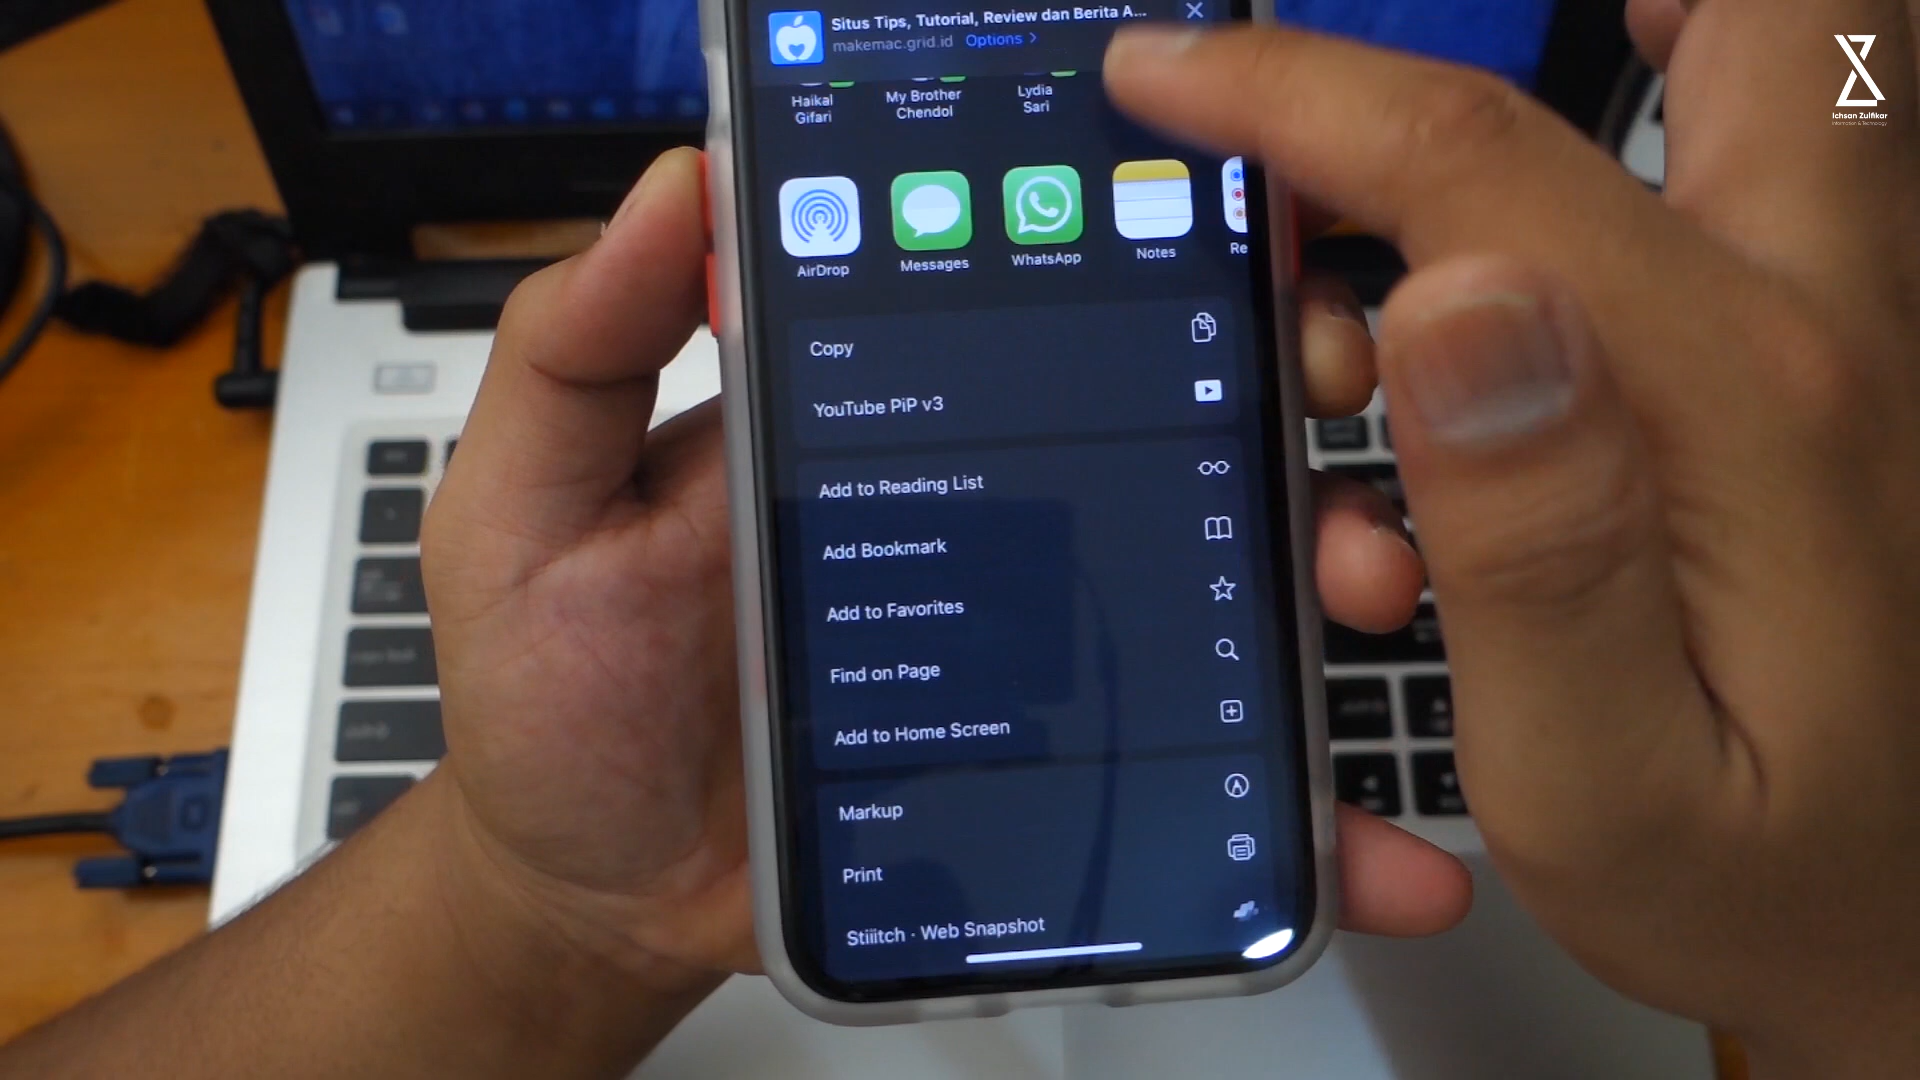 Situs Tips, Tutorial, Review dan Berita A...
makemac.grid.id Options >
Haikal
Gifari
My Brother
Chendol
Lydia
Sari
AirDrop
Messages
WhatsApp
Notes
Re
Copy
YouTube PiP v3
Add to Reading List
Add Bookmark
Add to Favorites
Find on Page
Add to Home Screen
Markup
Print
Stiiitch · Web Snapshot
Ichsan Zulfikar
Information & Technology